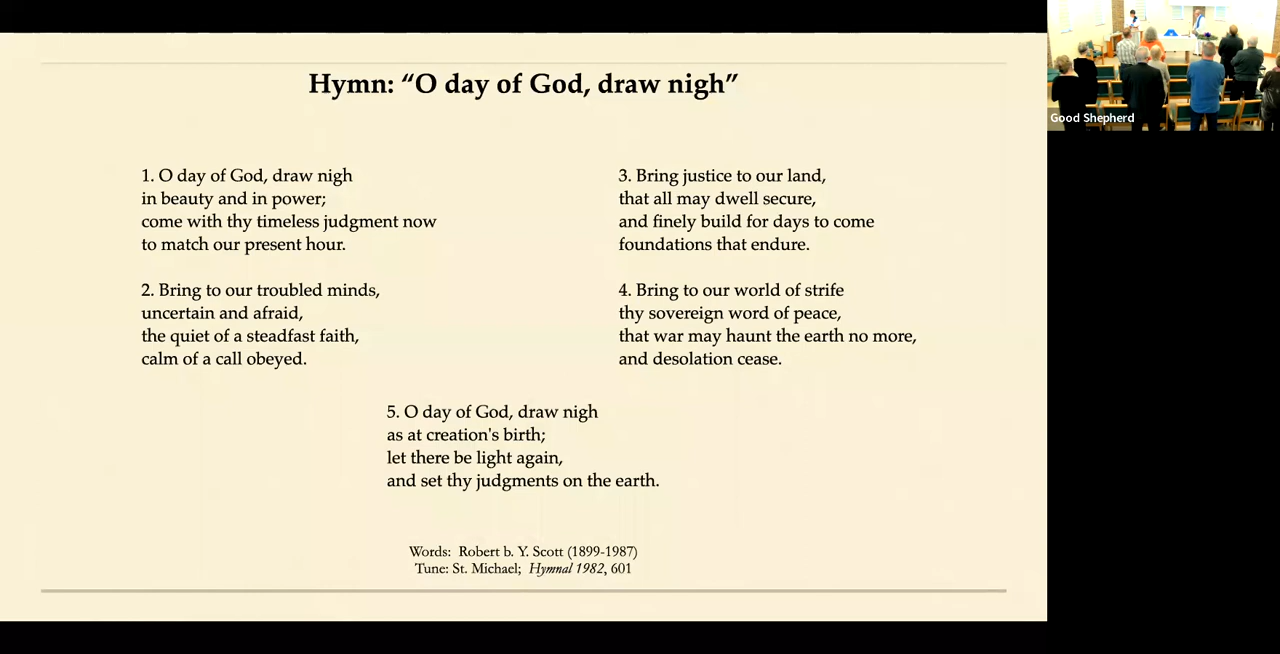 Hymn: “O day of God, draw nigh”
1. O day of God, draw nigh
in beauty and in power;
come with thy timeless judgment now
to match our present hour.
2. Bring to our troubled minds,
uncertain and afraid,
the quiet of a steadfast faith,
calm of a call obeyed.
3. Bring justice to our land,
that all may dwell secure,
and finely build for days to come
foundations that endure.
4. Bring to our world of strife
thy sovereign word of peace,
that war may haunt the earth no more,
and desolation cease.
5. O day of God, draw nigh
as at creation's birth;
let there be light again,
and set thy judgments on the earth.
Words: Robert b. Y. Scott (1899-1987)
Tune: St. Michael; Hymnal 1982, 601
Good Shepherd